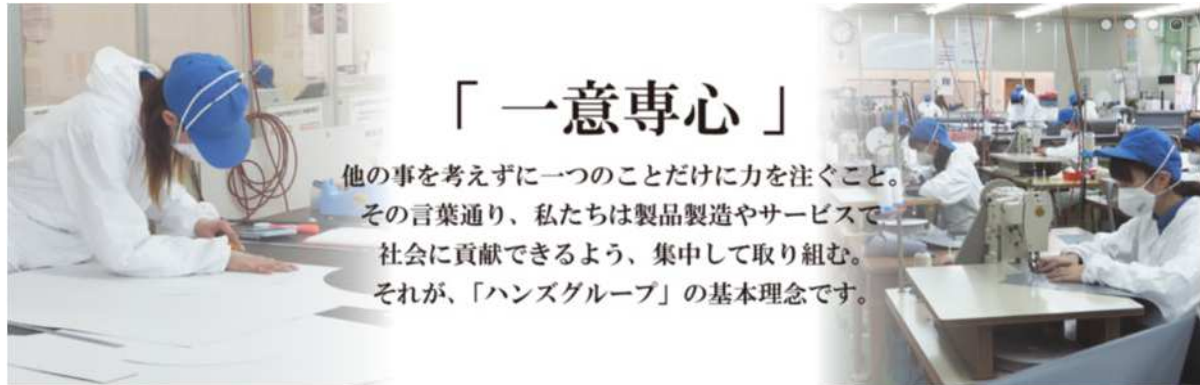 「一意専心」
他の事を考えずに一つのことだけに力を注ぐこと。
その言葉通り、私たちは製品製造やサービスで
社会に貢献できるよう、集中して取り組む。
それが、「ハンズグループ」の基本理念です。